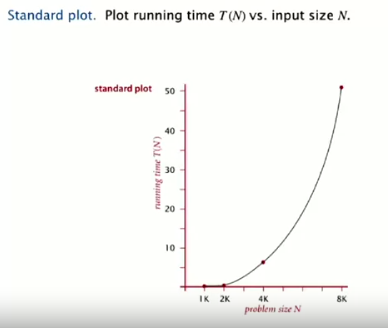 Standard plot. Plot running time T(N) vs. input size N.
standard plot
50
40
30
20
10
running time T(N)
1K 2K 4K 8K
problem size N